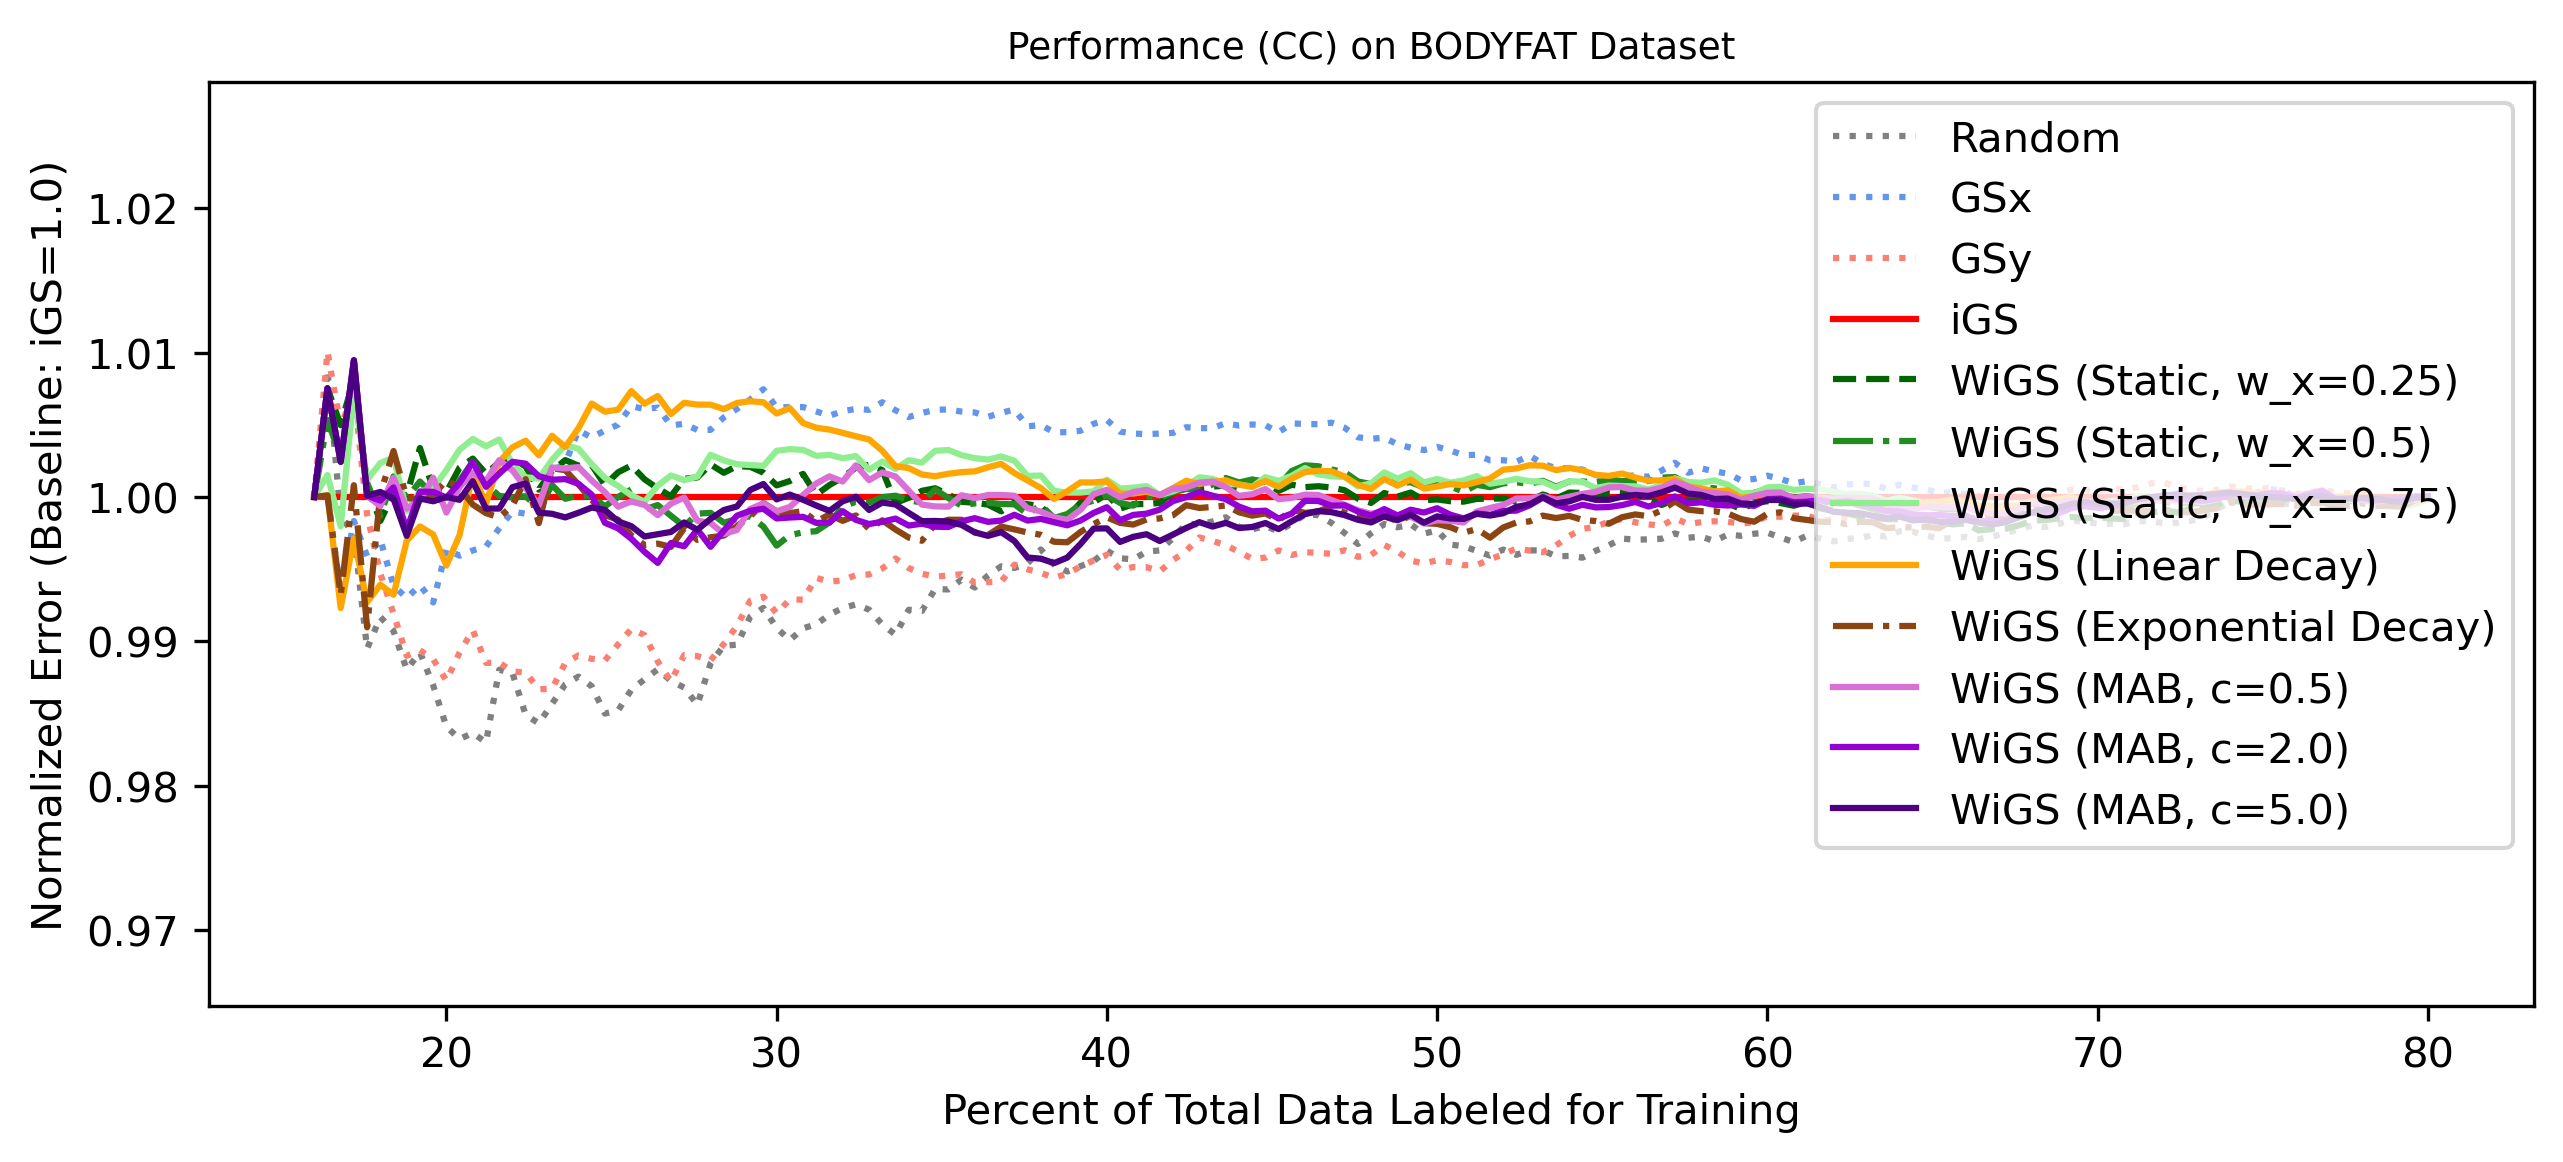 Performance (CC) on BODYFAT Dataset
Normalized Error (Baseline: iGS=1.0)
1.02
1.01
1.00
0.99
0.98
0.97
Random
GSx
GSy
iGS
WiGS (Static, w_x=0.25)
WiGS (Static, w_x=0.5)
WiGS (Static, w_x=0.75)
WiGS (Linear Decay)
WiGS (Exponential Decay)
WiGS (MAB, c=0.5)
WiGS (MAB, c=2.0)
WiGS (MAB, c=5.0)
20 30 40 50 60 70 80
Percent of Total Data Labeled for Training